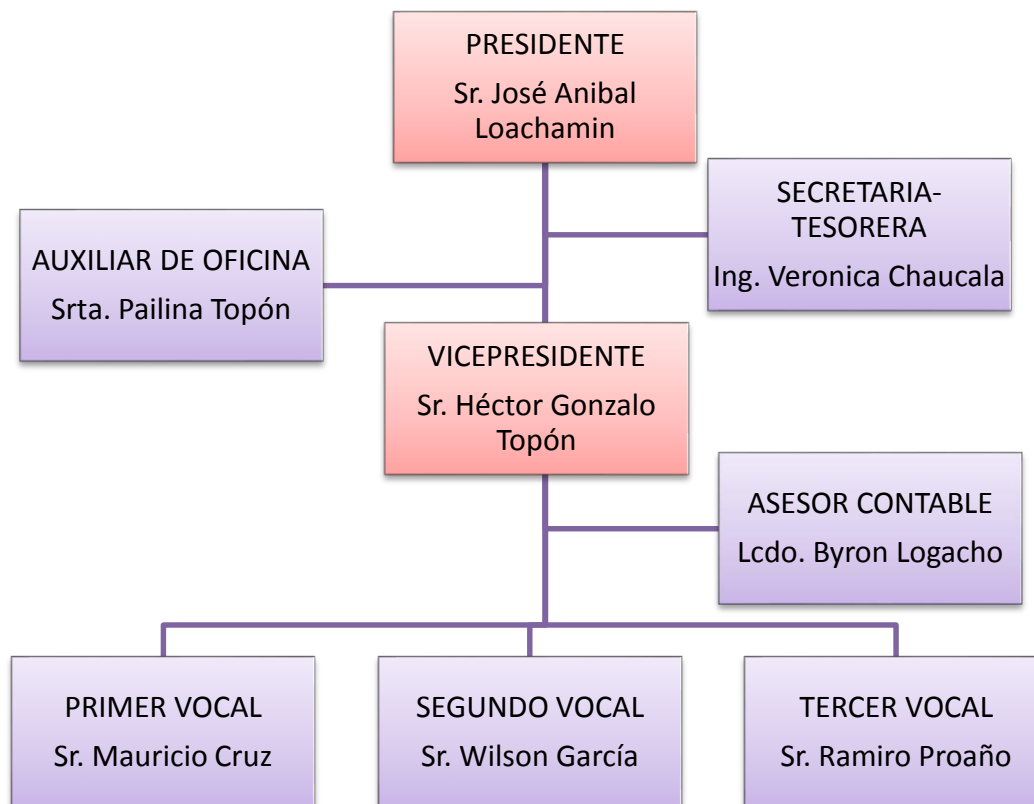 PRESIDENTE
Sr. José Anibal
Loachamin
SECRETARIA-
TESORERA
Ing. Veronica Chaucala
AUXILIAR DE OFICINA
Srta. Pailina Topón
VICEPRESIDENTE
Sr. Héctor Gonzalo
Topón
ASESOR CONTABLE
Lcdo. Byron Logacho
PRIMER VOCAL
Sr. Mauricio Cruz
SEGUNDO VOCAL
Sr. Wilson García
TERCER VOCAL
Sr. Ramiro Proaño